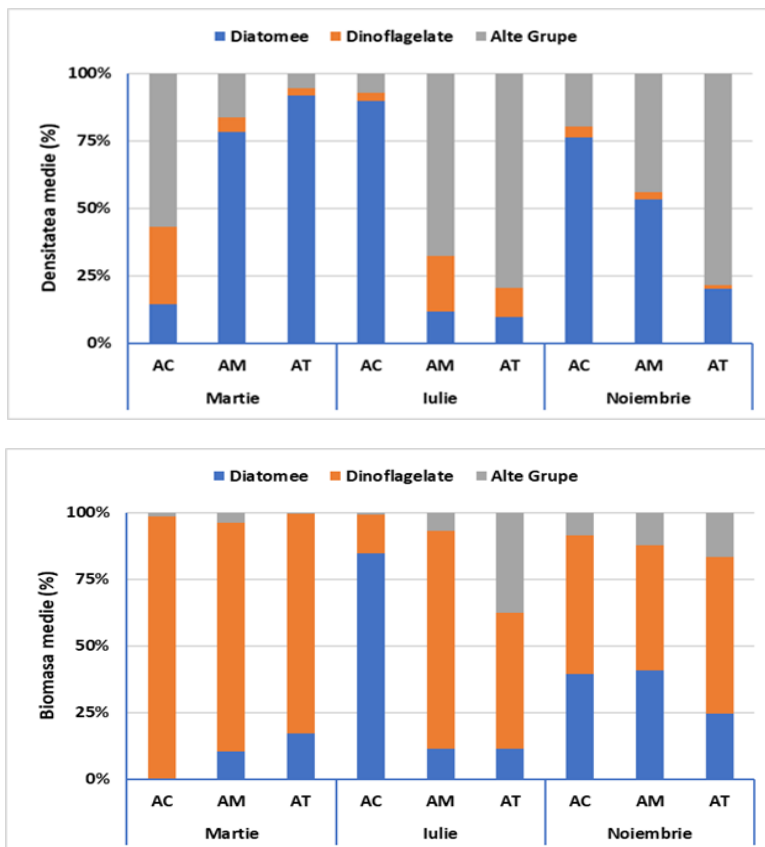 Diatomee Dinoflagelate Alte Grupe
100%
75%
50%
25%
0%
Densitatea medie (%)
AC AM AT AC AM AT AC AM AT
Martie Iulie Noiembrie
Diatomee Dinoflagelate Alte Grupe
100%
75%
50%
25%
0%
Biomasa medie (%)
AC AM AT AC AM AT AC AM AT
Martie Iulie Noiembrie